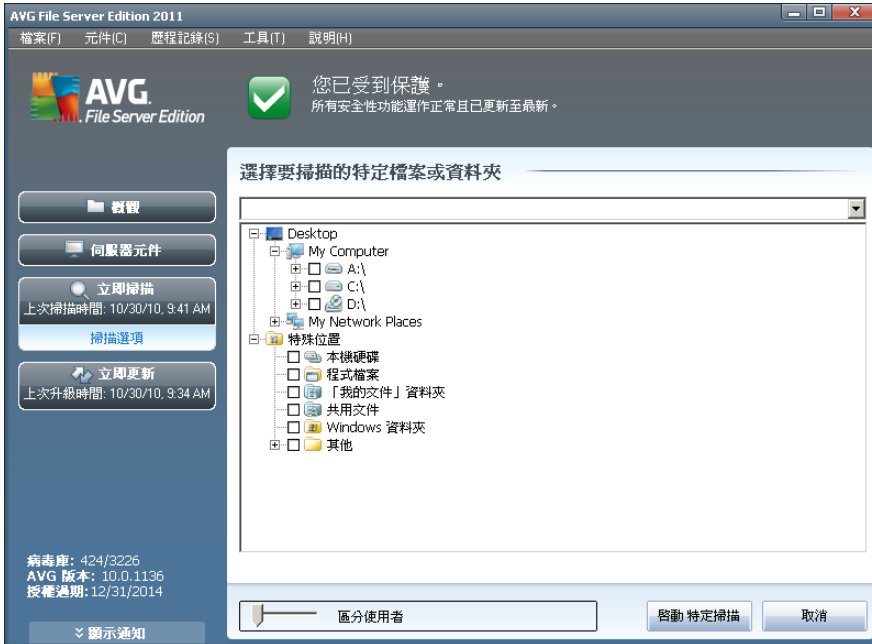 AVG File Server Edition 2011
檔案(F) 元件(C) 歷程記錄(S) 工具(T) 說明(H)
AVG.
File Server Edition
您已受到保護。
所有安全性功能運作正常且已更新至最新。
選擇要掃描的特定檔案或資料夾
概觀
伺服器元件
立即掃描
上次掃描時間: 10/30/10, 9:41 AM
掃描選項
立即更新
上次升級時間: 10/30/10, 9:34 AM
Desktop
My Computer
A:\
C:\
D:\
My Network Places
特殊位置
本機硬碟
程式檔案
「我的文件」資料夾
共用文件
Windows 資料夾
其他
病毒庫: 424/3226
AVG 版本: 10.0.1136
授權過期:12/31/2014
顯示通知
區分使用者
啓動 特定掃描
取消